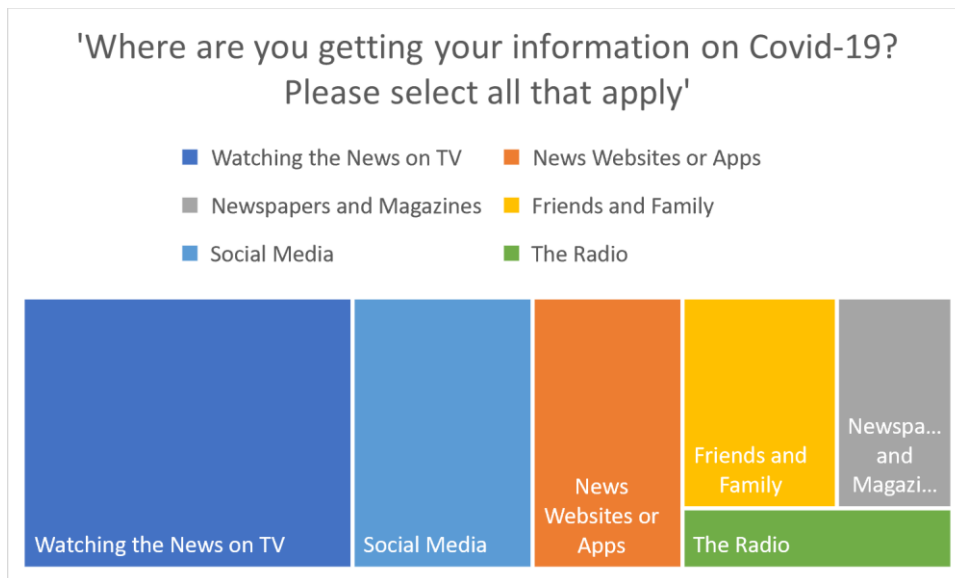 'Where are you getting your information on Covid-19?
Please select all that apply'
Watching the News on TV
News Websites or Apps
Newspapers and Magazines
Friends and Family
Social Media
The Radio
Watching the News on TV
Social Media
News
Websites or
Apps
Friends and
Family
Newspa...
and
Magazi...
The Radio